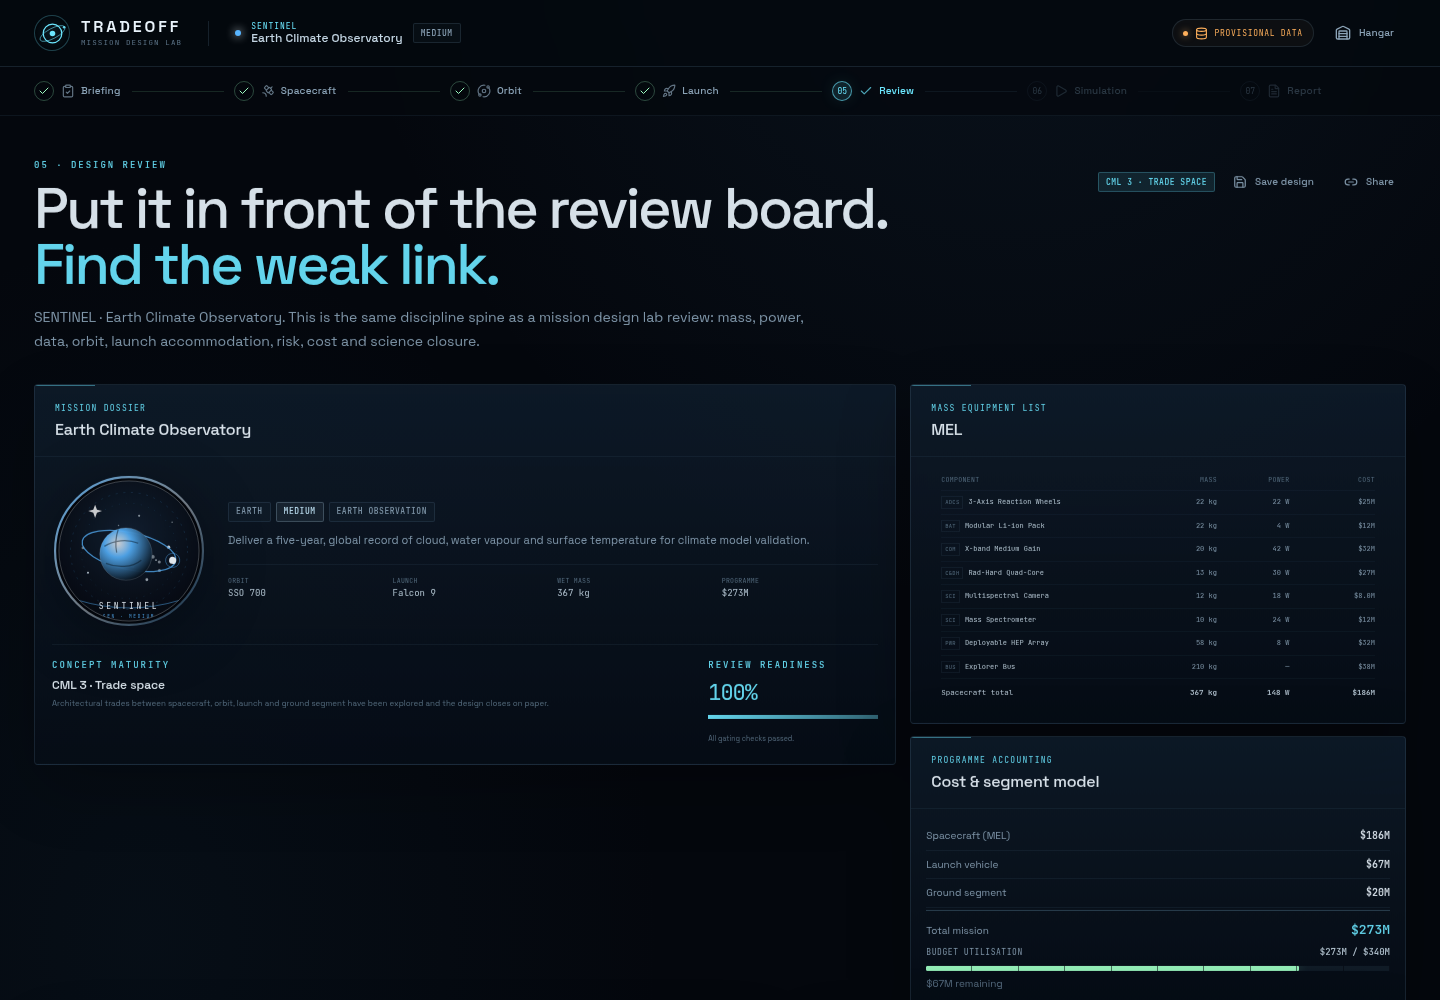 TRADEOFF
MISSION DESIGN LAB
SENTINEL
Earth Climate Observatory
MEDIUM
PROVISIONAL DATA
Hangar
Briefing
Spacecraft
Orbit
Launch
05 Review
06 Simulation
07 Report
05 · DESIGN REVIEW
Put it in front of the review board.
Find the weak link.
CML 3 · TRADE SPACE
Save design
Share
SENTINEL · Earth Climate Observatory. This is the same discipline spine as a mission design lab review: mass, power,
data, orbit, launch accommodation, risk, cost and science closure.
MISSION DOSSIER
Earth Climate Observatory
SENTINEL
EARTH MEDIUM EARTH OBSERVATION
Deliver a five-year, global record of cloud, water vapour and surface temperature for climate model validation.
ORBIT LAUNCH WET MASS PROGRAMME
SSO 700 Falcon 9 367 kg $273M
CONCEPT MATURITY
CML 3 · Trade space
Architectural trades between spacecraft, orbit, launch and ground segment have been explored and the design closes on paper.
REVIEW READINESS
100%
All gating checks passed.
MASS EQUIPMENT LIST
MEL
COMPONENT MASS POWER COST
ADCS 3-Axis Reaction Wheels 22 kg 22 W $25M
BAT Modular Li-ion Pack 22 kg 4 W $12M
COM X-band Medium Gain 20 kg 42 W $32M
C&DH Rad-Hard Quad-Core 13 kg 30 W $27M
SCI Multispectral Camera 12 kg 18 W $8.0M
SCI Mass Spectrometer 10 kg 24 W $12M
PWR Deployable HEP Array 58 kg 8 W $32M
BUS Explorer Bus 210 kg — $38M
Spacecraft total 367 kg 148 W $186M
PROGRAMME ACCOUNTING
Cost & segment model
Spacecraft (MEL) $186M
Launch vehicle $67M
Ground segment $20M
Total mission $273M
BUDGET UTILISATION $273M / $340M
$67M remaining